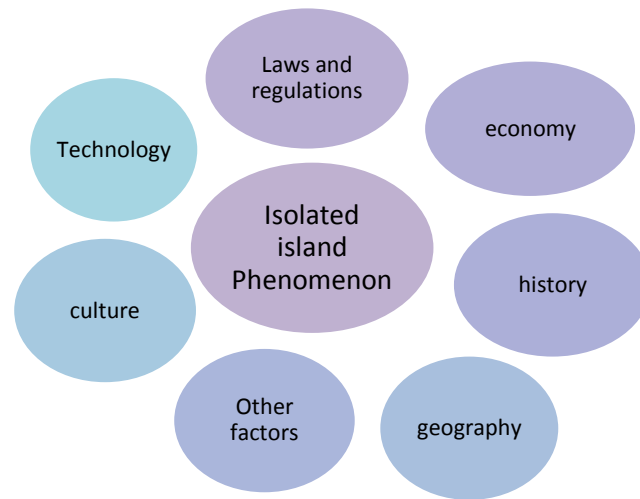 Laws and
regulations
economy
Technology
Isolated
island
Phenomenon
history
culture
Other
factors
geography